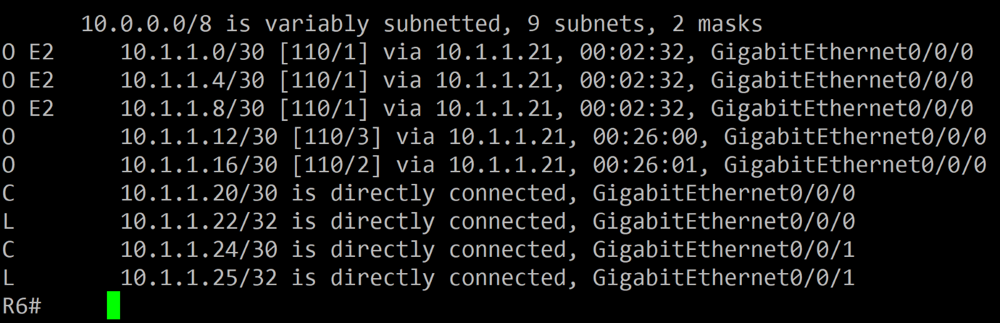 10.0.0.0/8 is variably subnetted, 9 subnets, 2 masks
O E2     10.1.1.0/30 [110/1] via 10.1.1.21, 00:02:32, GigabitEthernet0/0/0
O E2     10.1.1.4/30 [110/1] via 10.1.1.21, 00:02:32, GigabitEthernet0/0/0
O E2     10.1.1.8/30 [110/1] via 10.1.1.21, 00:02:32, GigabitEthernet0/0/0
O        10.1.1.12/30 [110/3] via 10.1.1.21, 00:26:00, GigabitEthernet0/0/0
O        10.1.1.16/30 [110/2] via 10.1.1.21, 00:26:01, GigabitEthernet0/0/0
C        10.1.1.20/30 is directly connected, GigabitEthernet0/0/0
L        10.1.1.22/32 is directly connected, GigabitEthernet0/0/0
C        10.1.1.24/30 is directly connected, GigabitEthernet0/0/1
L        10.1.1.25/32 is directly connected, GigabitEthernet0/0/1
R6#